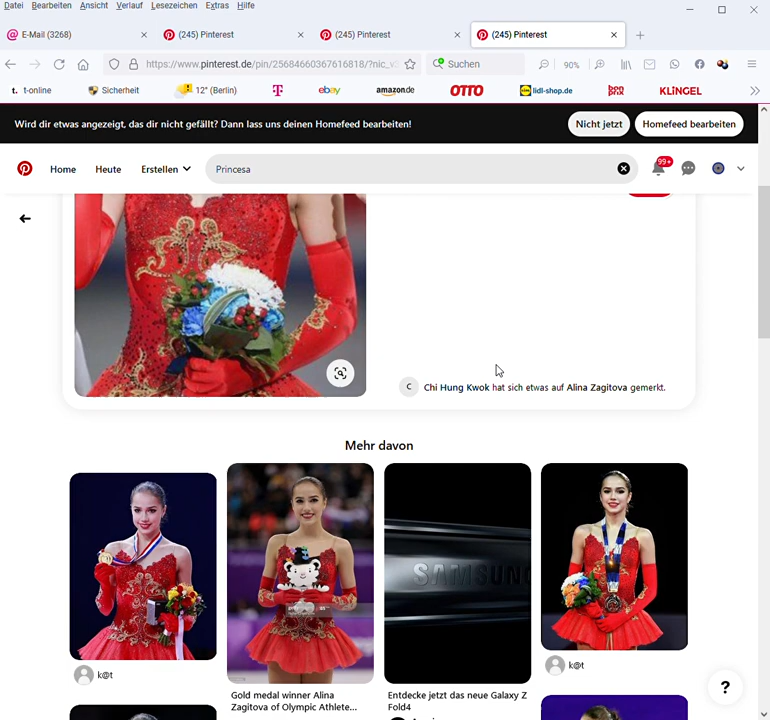 Datei Bearbeiten Ansicht Verlauf Lesezeichen Extras Hilfe
E-Mail (3268)
(245) Pinterest
(245) Pinterest
(245) Pinterest
https://www.pinterest.de/pin/25684660367616818/?nic_v
Suchen
90%
t. t-online
Sicherheit
12° (Berlin)
T
ebay
amazon.de
OTTO
lidl-shop.de
bon prix
KLiNGEL
Wird dir etwas angezeigt, das dir nicht gefällt? Dann lass uns deinen Homefeed bearbeiten!
Nicht jetzt
Homefeed bearbeiten
Home
Heute
Erstellen
Princesa
99+
C
Chi Hung Kwok hat sich etwas auf Alina Zagitova gemerkt.
Mehr davon
SAMSUNG
k@t
Gold medal winner Alina
Zagitova of Olympic Athlete...
Entdecke jetzt das neue Galaxy Z
Fold4
k@t
?